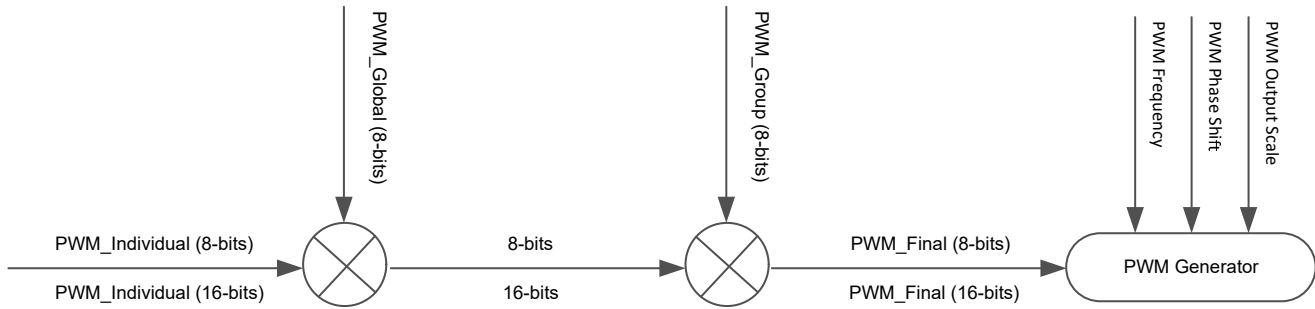 PWM_Global (8-bits)
PWM_Group (8-bits)
PWM Frequency
PWM Phase Shift
PWM Output Scale
PWM_Individual (8-bits)
PWM_Individual (16-bits)
8-bits
16-bits
PWM_Final (8-bits)
PWM_Final (16-bits)
PWM Generator